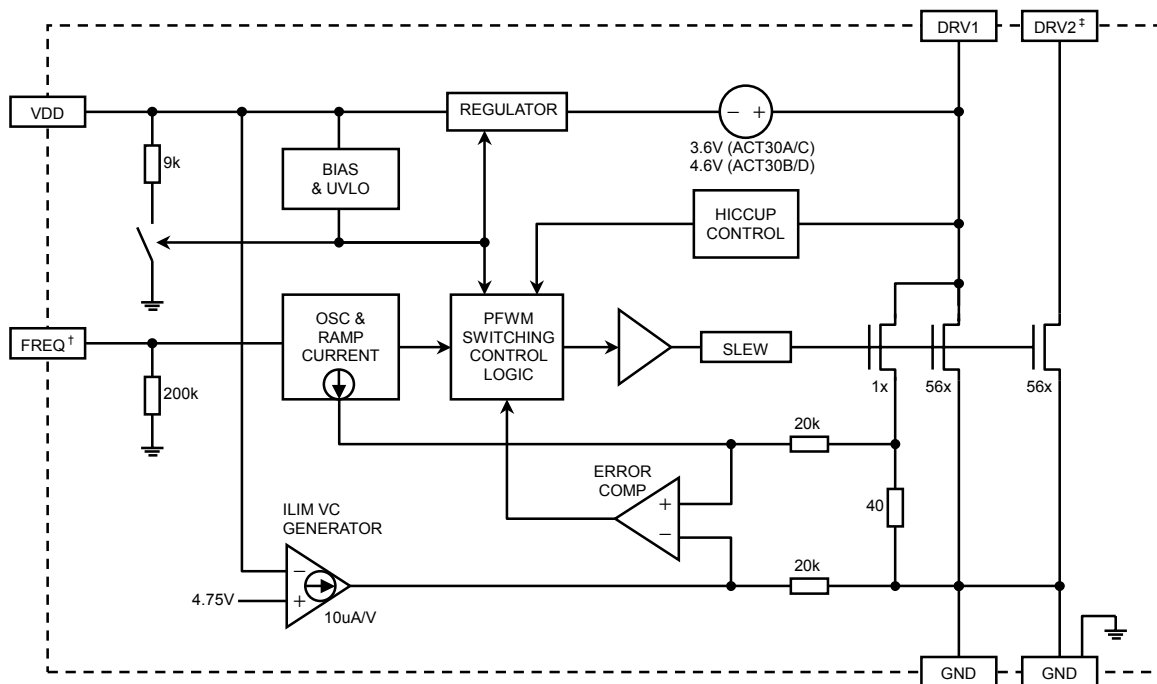 DRV1
DRV2‡
VDD
REGULATOR
− +
3.6V (ACT30A/C)
4.6V (ACT30B/D)
9k
BIAS
& UVLO
HICCUP
CONTROL
FREQ†
OSC &
RAMP
CURRENT
PFWM
SWITCHING
CONTROL
LOGIC
SLEW
1x
56x
56x
200k
20k
ERROR
COMP
+
−
40
ILIM VC
GENERATOR
−
+
4.75V
10uA/V
20k
GND
GND